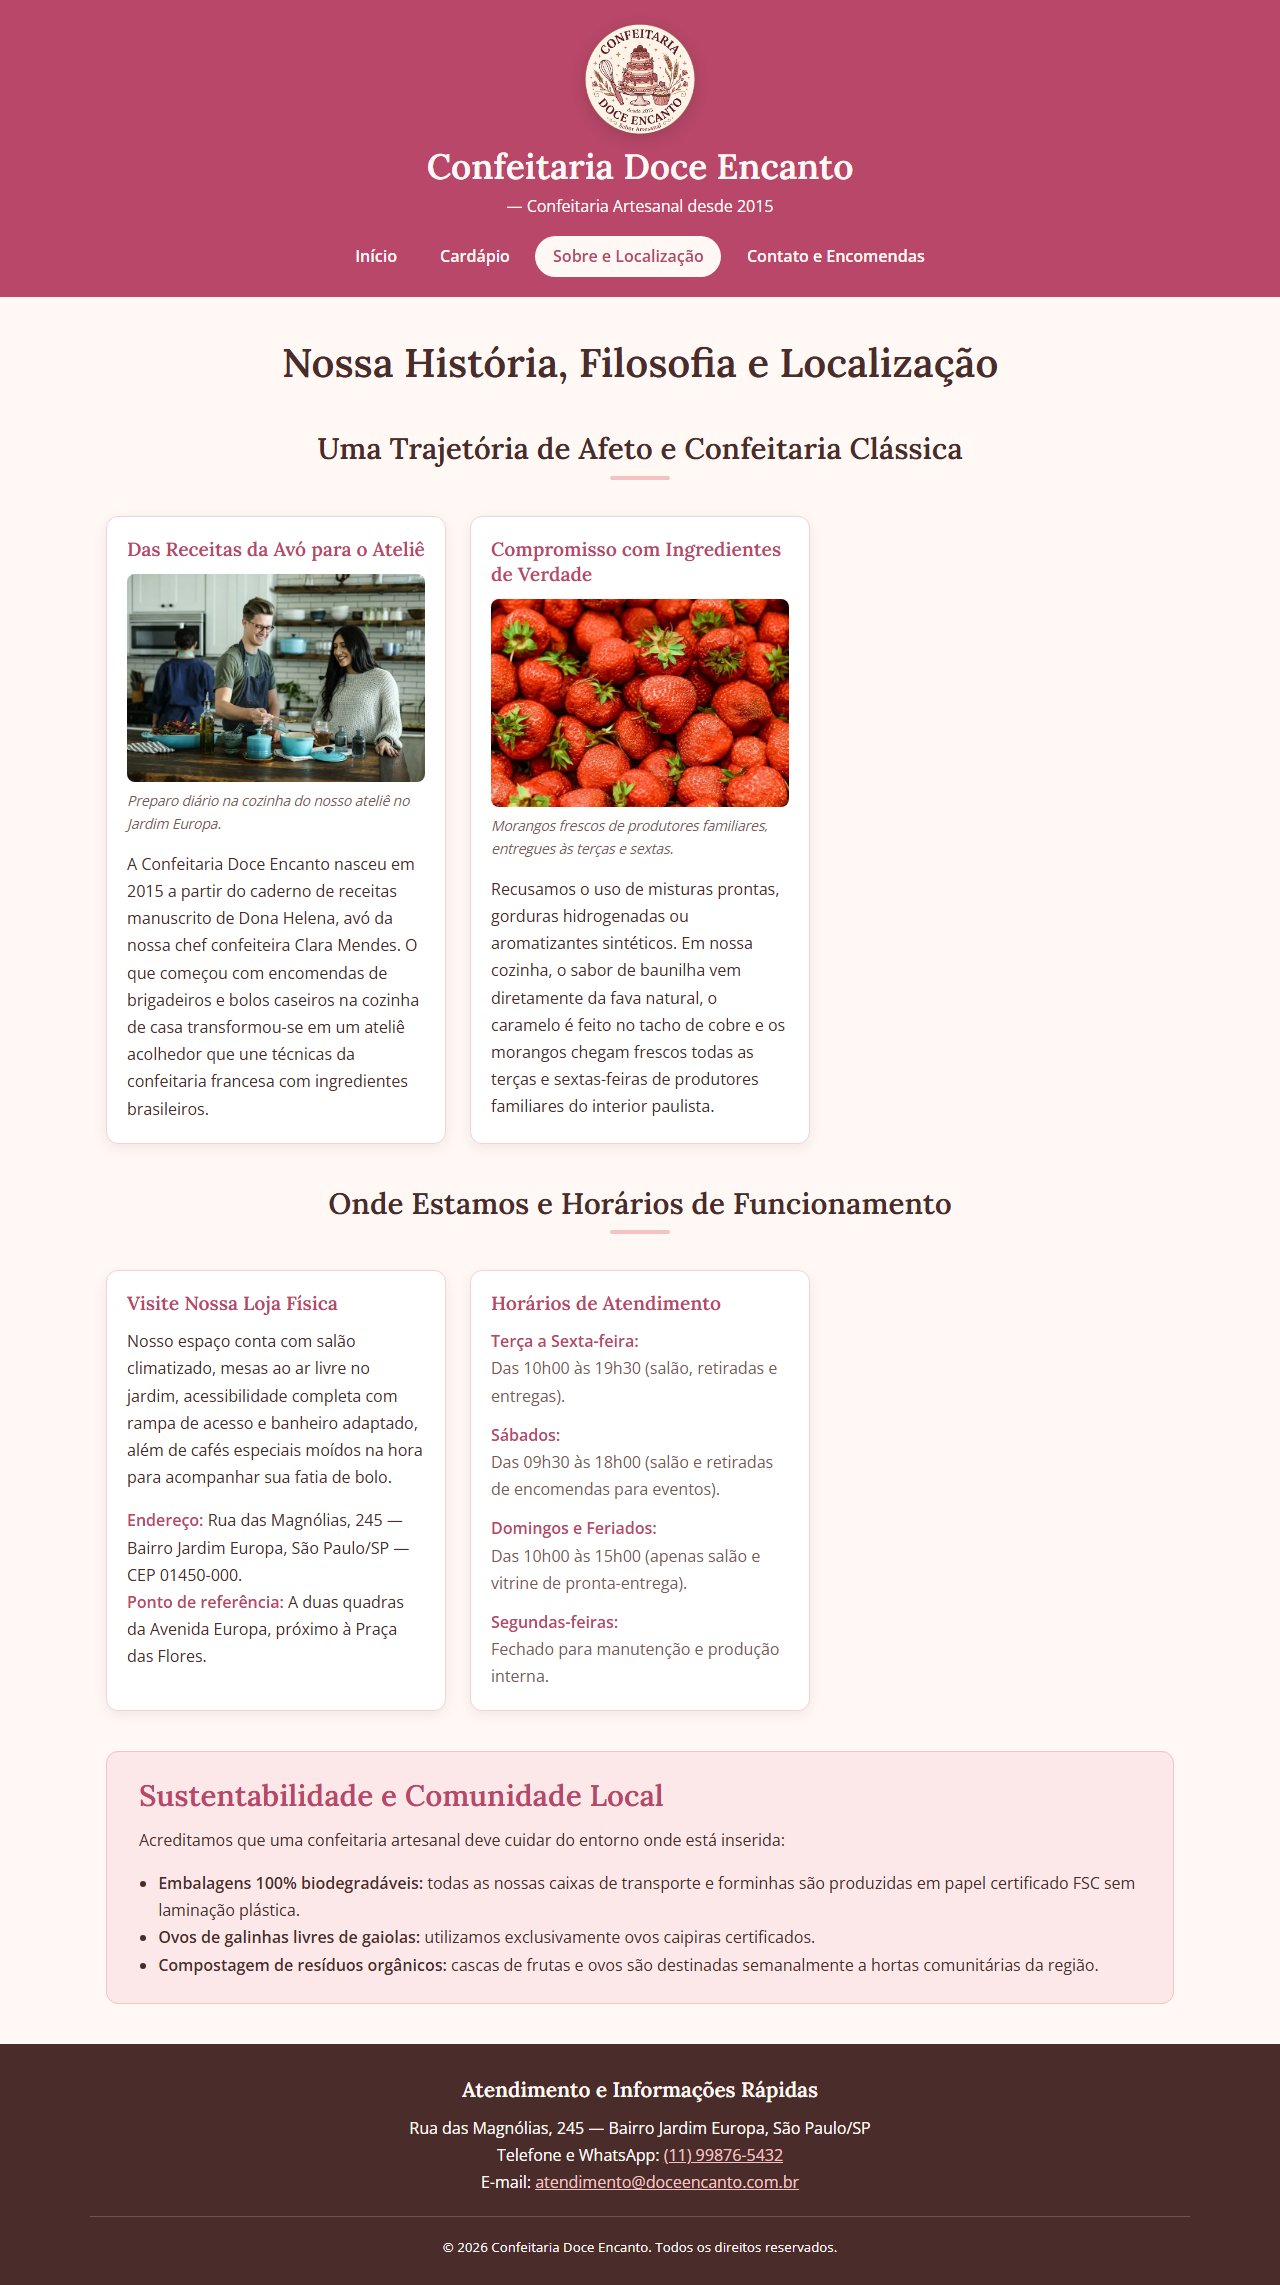 CONFEITARIA
desde 2015
DOCE ENCANTO
Sabor Artesanal
Confeitaria Doce Encanto
— Confeitaria Artesanal desde 2015
Início Cardápio Sobre e Localização Contato e Encomendas
Nossa História, Filosofia e Localização
Uma Trajetória de Afeto e Confeitaria Clássica
Das Receitas da Avó para o Ateliê
Preparo diário na cozinha do nosso ateliê no
Jardim Europa.
A Confeitaria Doce Encanto nasceu em
2015 a partir do caderno de receitas
manuscrito de Dona Helena, avó da
nossa chef confeiteira Clara Mendes. O
que começou com encomendas de
brigadeiros e bolos caseiros na cozinha
de casa transformou-se em um ateliê
acolhedor que une técnicas da
confeitaria francesa com ingredientes
brasileiros.
Compromisso com Ingredientes
de Verdade
Morangos frescos de produtores familiares,
entregues às terças e sextas.
Recusamos o uso de misturas prontas,
gorduras hidrogenadas ou
aromatizantes sintéticos. Em nossa
cozinha, o sabor de baunilha vem
diretamente da fava natural, o
caramelo é feito no tacho de cobre e os
morangos chegam frescos todas as
terças e sextas-feiras de produtores
familiares do interior paulista.
Onde Estamos e Horários de Funcionamento
Visite Nossa Loja Física
Nosso espaço conta com salão
climatizado, mesas ao ar livre no
jardim, acessibilidade completa com
rampa de acesso e banheiro adaptado,
além de cafés especiais moídos na hora
para acompanhar sua fatia de bolo.
Endereço: Rua das Magnólias, 245 —
Bairro Jardim Europa, São Paulo/SP —
CEP 01450-000.
Ponto de referência: A duas quadras
da Avenida Europa, próximo à Praça
das Flores.
Horários de Atendimento
Terça a Sexta-feira:
Das 10h00 às 19h30 (salão, retiradas e
entregas).
Sábados:
Das 09h30 às 18h00 (salão e retiradas
de encomendas para eventos).
Domingos e Feriados:
Das 10h00 às 15h00 (apenas salão e
vitrine de pronta-entrega).
Segundas-feiras:
Fechado para manutenção e produção
interna.
Sustentabilidade e Comunidade Local
Acreditamos que uma confeitaria artesanal deve cuidar do entorno onde está inserida:
• Embalagens 100% biodegradáveis: todas as nossas caixas de transporte e forminhas são produzidas em papel certificado FSC sem
laminação plástica.
• Ovos de galinhas livres de gaiolas: utilizamos exclusivamente ovos caipiras certificados.
• Compostagem de resíduos orgânicos: cascas de frutas e ovos são destinadas semanalmente a hortas comunitárias da região.
Atendimento e Informações Rápidas
Rua das Magnólias, 245 — Bairro Jardim Europa, São Paulo/SP
Telefone e WhatsApp: (11) 99876-5432
E-mail: atendimento@doceencanto.com.br
© 2026 Confeitaria Doce Encanto. Todos os direitos reservados.